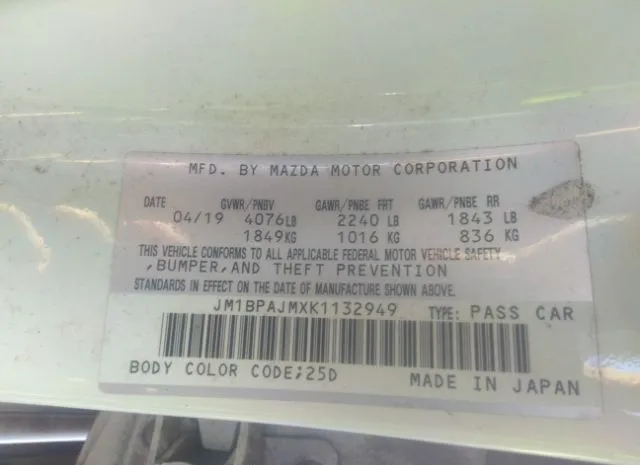 MFD. BY MAZDA MOTOR CORPORATION
DATE GVWR/PNBV GAWR/PNBE FRT GAWR/PNBE RR
04/19 4076LB 2240 LB 1843 LB
1849KG 1016 KG 836 KG
THIS VEHICLE CONFORMS TO ALL APPLICABLE FEDERAL MOTOR VEHICLE SAFETY
,BUMPER,AND THEFT PREVENTION
STANDARDS IN EFFECT ON THE DATE OF MANUFACTURE SHOWN ABOVE.
JM1BPAJMXK1132949 TYPE: PASS CAR
BODY COLOR CODE;25D MADE IN JAPAN